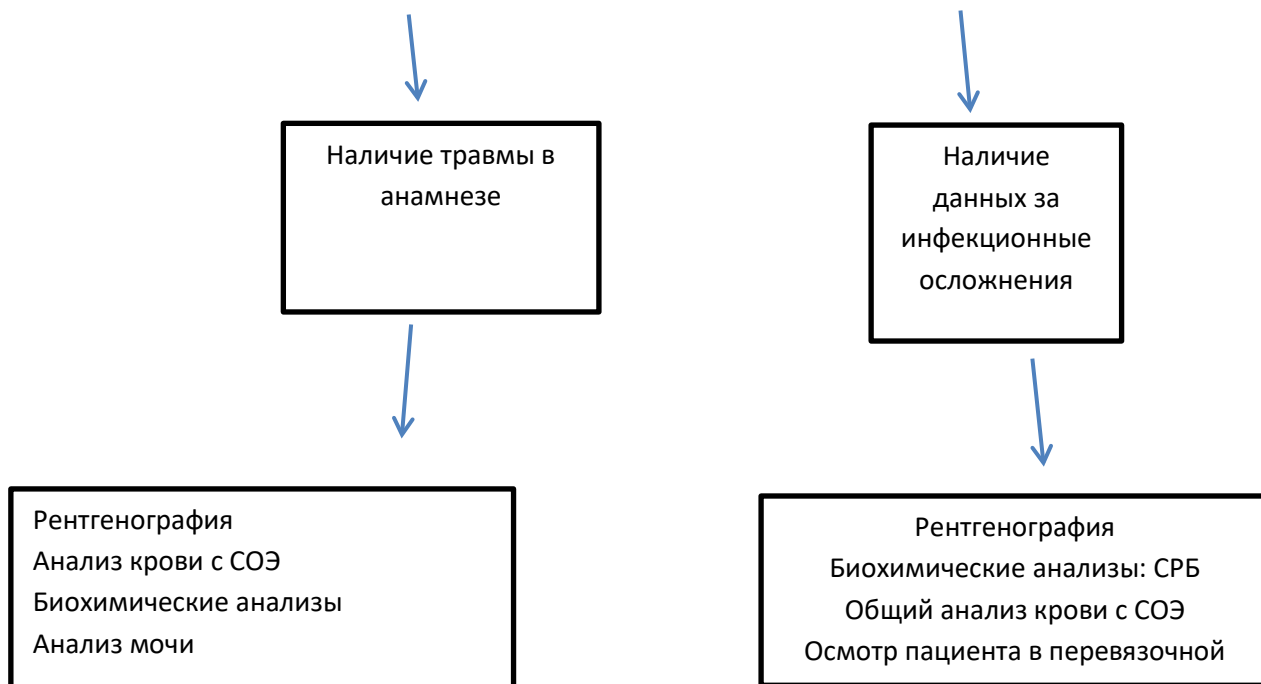 Наличие травмы в
анамнезе
Наличие
данных за
инфекционные
осложнения
Рентгенография
Анализ крови с СОЭ
Биохимические анализы
Анализ мочи
Рентгенография
Биохимические анализы: СРБ
Общий анализ крови с СОЭ
Осмотр пациента в перевязочной